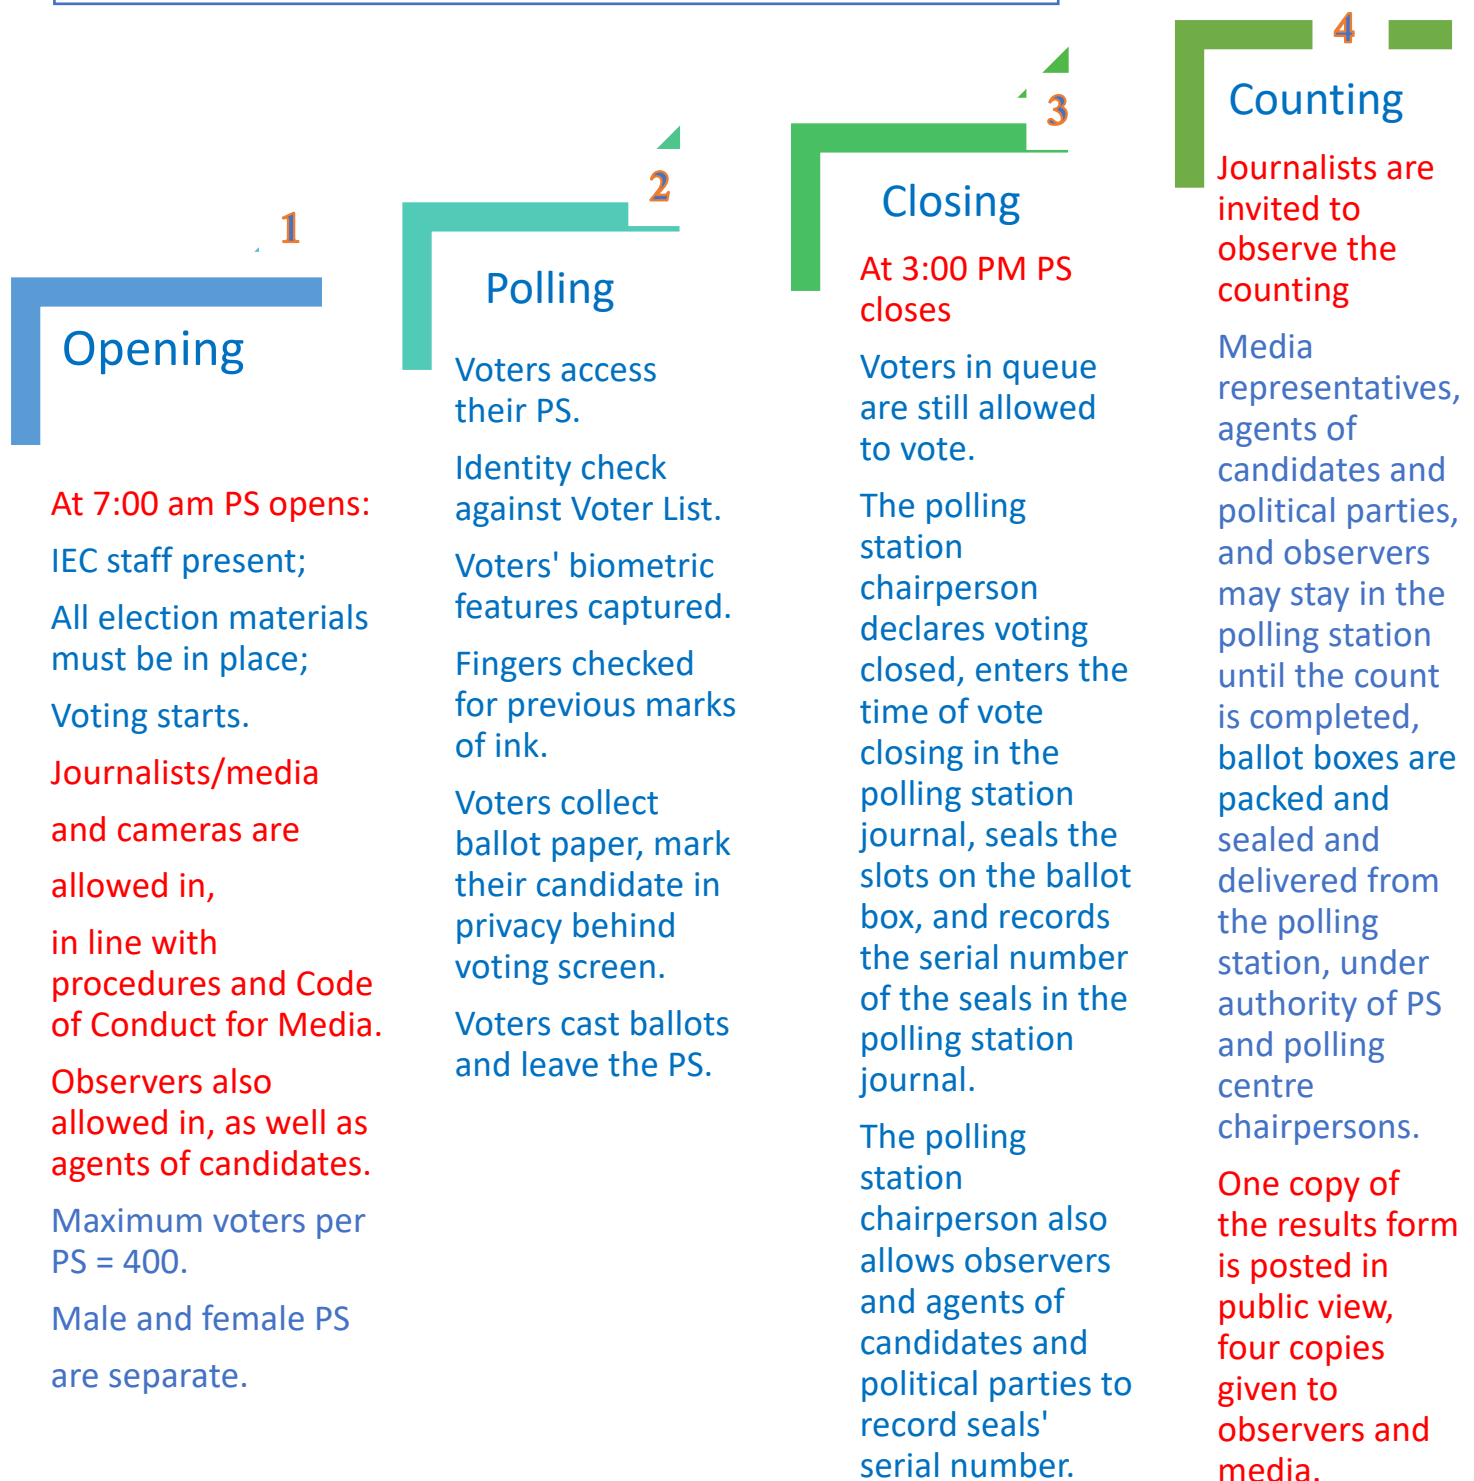 1
Opening
At 7:00 am PS opens:
IEC staff present;
All election materials
must be in place;
Voting starts.
Journalists/media
and cameras are
allowed in,
in line with
procedures and Code
of Conduct for Media.
Observers also
allowed in, as well as
agents of candidates.
Maximum voters per
PS = 400.
Male and female PS
are separate.
2
Polling
Voters access
their PS.
Identity check
against Voter List.
Voters' biometric
features captured.
Fingers checked
for previous marks
of ink.
Voters collect
ballot paper, mark
their candidate in
privacy behind
voting screen.
Voters cast ballots
and leave the PS.
3
Closing
At 3:00 PM PS
closes
Voters in queue
are still allowed
to vote.
The polling
station
chairperson
declares voting
closed, enters the
time of vote
closing in the
polling station
journal, seals the
slots on the ballot
box, and records
the serial number
of the seals in the
polling station
journal.
The polling
station
chairperson also
allows observers
and agents of
candidates and
political parties to
record seals'
serial number.
4
Counting
Journalists are
invited to
observe the
counting
Media
representatives,
agents of
candidates and
political parties,
and observers
may stay in the
polling station
until the count
is completed,
ballot boxes are
packed and
sealed and
delivered from
the polling
station, under
authority of PS
and polling
centre
chairpersons.
One copy of
the results form
is posted in
public view,
four copies
given to
observers and
media.